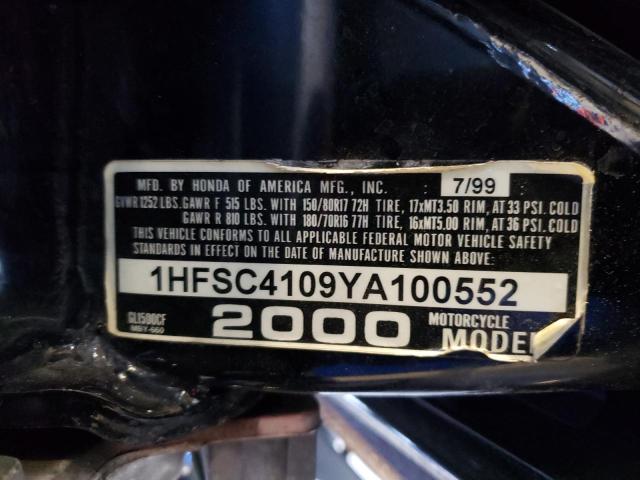 MFD. BY HONDA OF AMERICA MFG., INC. 7/99
GVWR 1252 LBS. GAWR F 515 LBS. WITH 150/80R17 72H TIRE, 17xMT3.50 RIM, AT 33 PSI. COLD
GAWR R 810 LBS. WITH 180/70R16 77H TIRE, 16xMT5.00 RIM, AT 36 PSI. COLD
THIS VEHICLE CONFORMS TO ALL APPLICABLE FEDERAL MOTOR VEHICLE SAFETY
STANDARDS IN EFFECT ON THE DATE OF MANUFACTURE SHOWN ABOVE.
1HFSC4109YA100552
GL1500CF
MBY-660
2000 MOTORCYCLE
MODEL